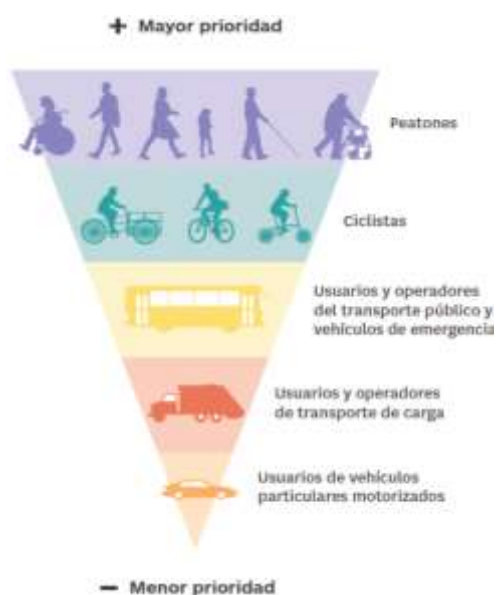 + Mayor prioridad
Peatones
Ciclistas
Usuarios y operadores
del transporte público y
vehículos de emergencia
Usuarios y operadores
de transporte de carga
Usuarios de vehículos
particulares motorizados
− Menor prioridad